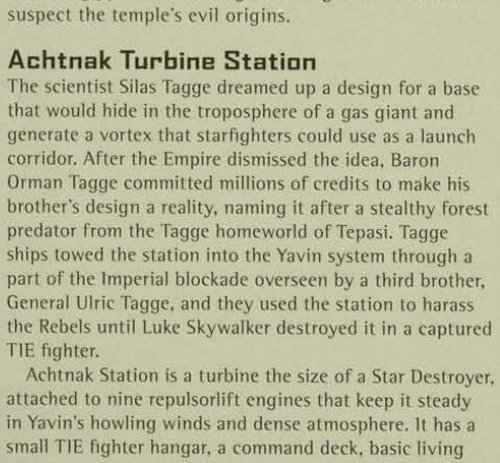 suspect the temple's evil origins.
Achtnak Turbine Station
The scientist Silas Tagge dreamed up a design for a base
that would hide in the troposphere of a gas giant and
generate a vortex that starfighters could use as a launch
corridor. After the Empire dismissed the idea, Baron
Orman Tagge committed millions of credits to make his
brother's design a reality, naming it after a stealthy forest
predator from the Tagge homeworld of Tepasi. Tagge
ships towed the station into the Yavin system through a
part of the Imperial blockade overseen by a third brother,
General Ulric Tagge, and they used the station to harass
the Rebels until Luke Skywalker destroyed it in a captured
TIE fighter.
Achtnak Station is a turbine the size of a Star Destroyer,
attached to nine repulsorlift engines that keep it steady
in Yavin's howling winds and dense atmosphere. It has a
small TIE fighter hangar, a command deck, basic living